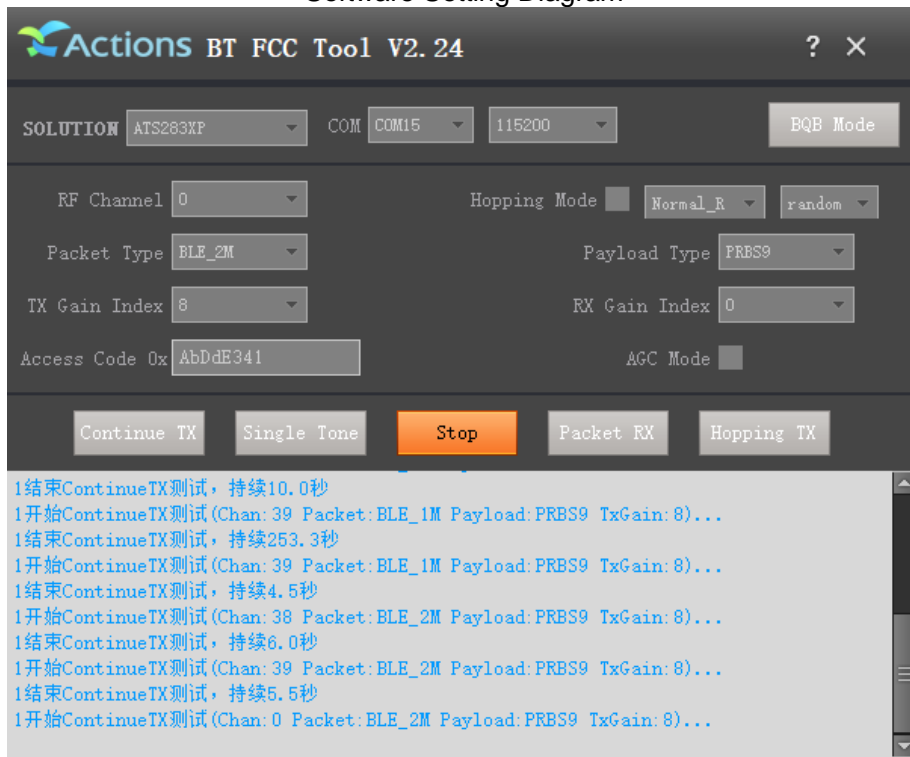 Software Setting Diagram
Actions BT FCC Tool V2.24 ? ×
SOLUTION ATS283XP COM COM15 115200 BQB Mode
RF Channel 0 Hopping Mode Normal_R random
Packet Type BLE_2M Payload Type PRBS9
TX Gain Index 8 RX Gain Index 0
Access Code 0x AbDdE341 AGC Mode
Continue TX Single Tone Stop Packet RX Hopping TX
1结束ContinueTX测试，持续10.0秒
1开始ContinueTX测试(Chan:39 Packet:BLE_1M Payload:PRBS9 TxGain:8)...
1结束ContinueTX测试，持续253.3秒
1开始ContinueTX测试(Chan:39 Packet:BLE_1M Payload:PRBS9 TxGain:8)...
1结束ContinueTX测试，持续4.5秒
1开始ContinueTX测试(Chan:38 Packet:BLE_2M Payload:PRBS9 TxGain:8)...
1结束ContinueTX测试，持续6.0秒
1开始ContinueTX测试(Chan:39 Packet:BLE_2M Payload:PRBS9 TxGain:8)...
1结束ContinueTX测试，持续5.5秒
1开始ContinueTX测试(Chan:0 Packet:BLE_2M Payload:PRBS9 TxGain:8)...